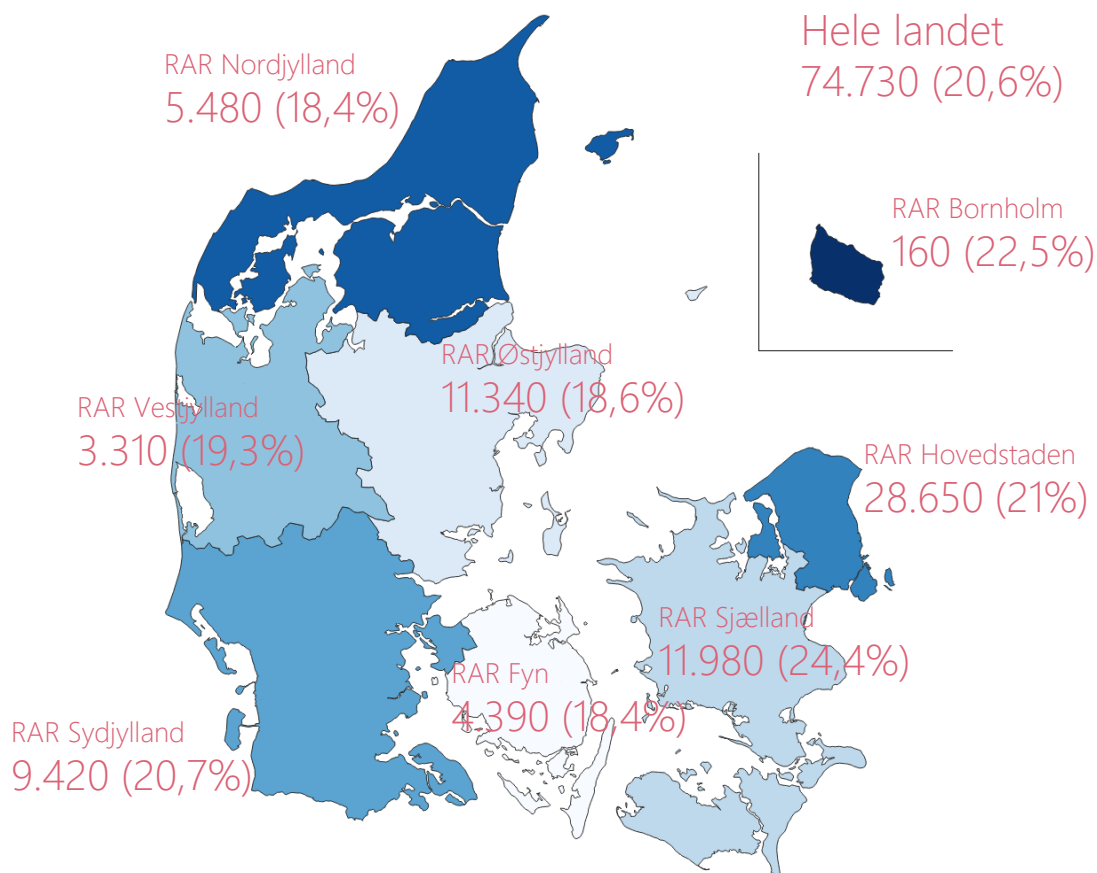 Hele landet
74.730 (20,6%)
RAR Nordjylland
5.480 (18,4%)
RAR Bornholm
160 (22,5%)
RAR Østjylland
11.340 (18,6%)
RAR Vestjylland
3.310 (19,3%)
RAR Hovedstaden
28.650 (21%)
RAR Sjælland
11.980 (24,4%)
RAR Fyn
4.390 (18,4%)
RAR Sydjylland
9.420 (20,7%)